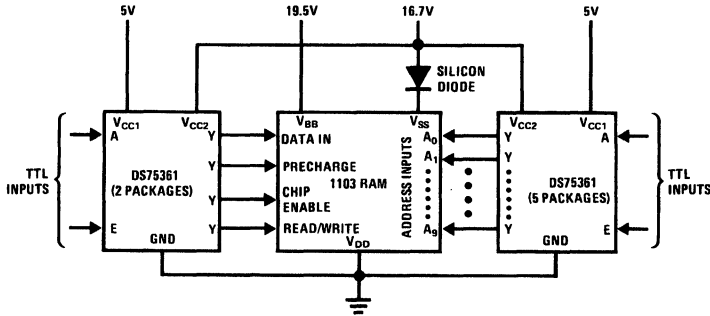 5V
19.5V
16.7V
5V
SILICON
DIODE
VCC1
VCC2
VBB
VSS
VCC2
VCC1
A
Y
DATA IN
A0
Y
A
TTL
INPUTS
DS75361
(2 PACKAGES)
Y
PRECHARGE
1103 RAM
ADDRESS INPUTS
A1
Y
DS75361
(5 PACKAGES)
TTL
INPUTS
Y
CHIP
ENABLE
E
Y
READ/WRITE
A9
Y
E
GND
VDD
GND